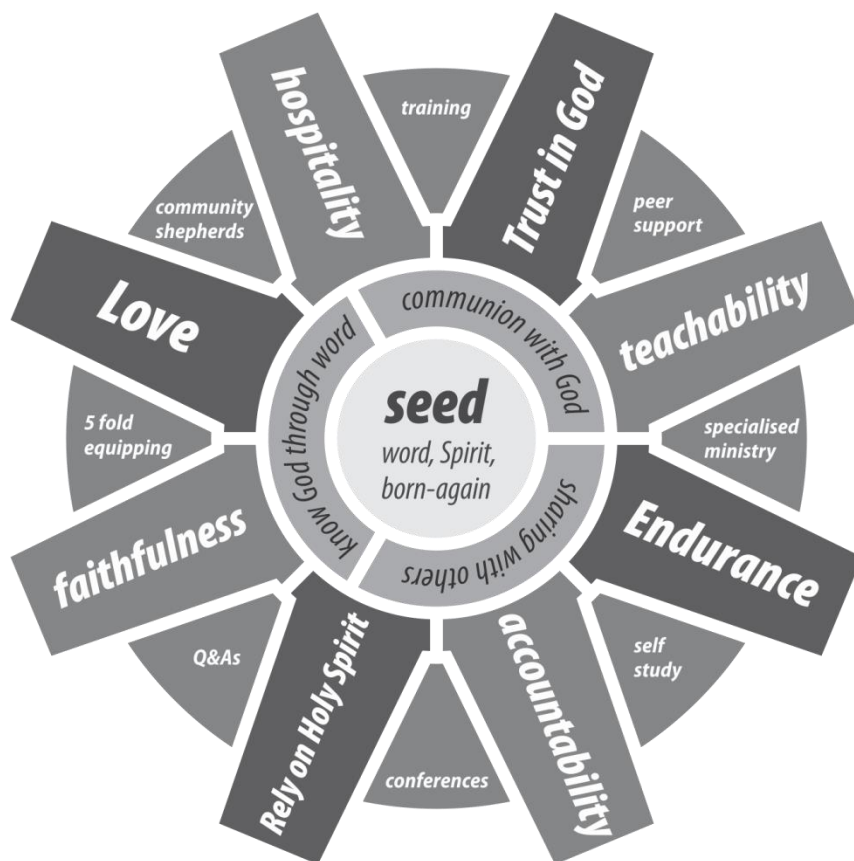 seed
word, Spirit,
born-again
communion with God
sharing with others
know God through word
Trust in God
peer
support
teachability
specialised
ministry
Endurance
self
study
accountability
conferences
Rely on Holy Spirit
Q&As
faithfulness
5 fold
equipping
Love
community
shepherds
hospitality
training